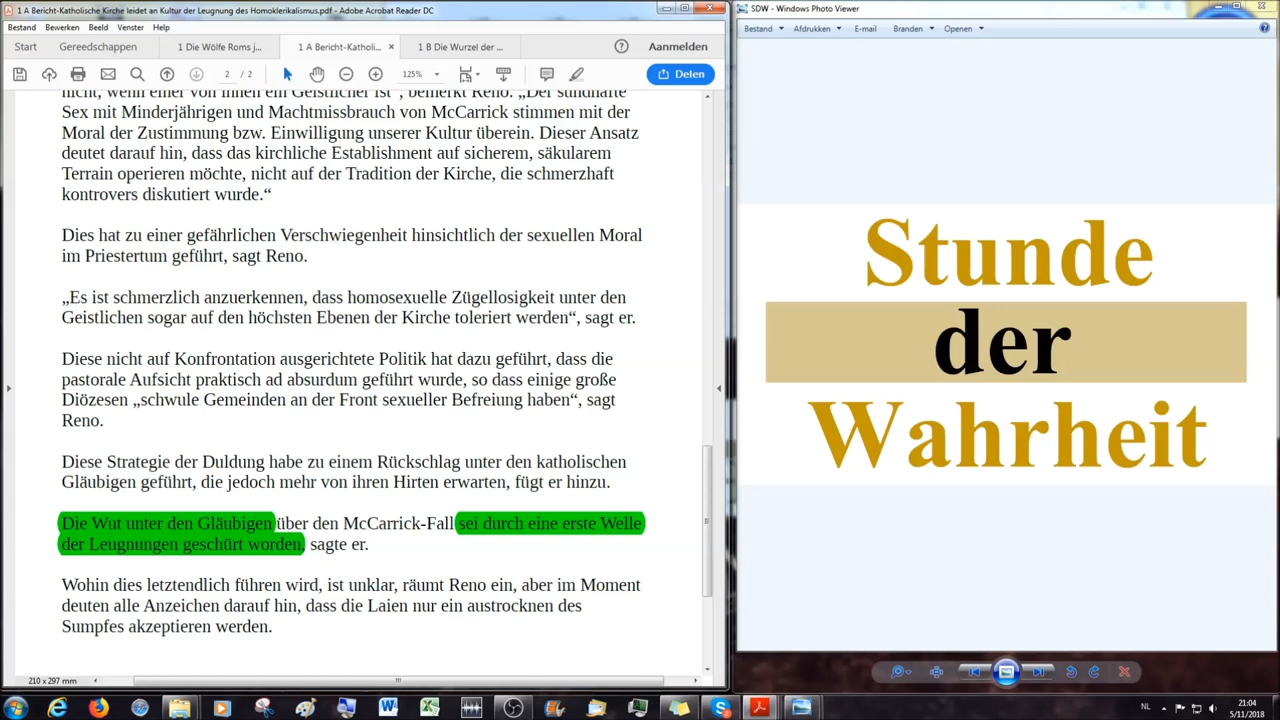 1 A Bericht-Katholische Kirche leidet an Kultur der Leugnung des Homoklerikalismus.pdf - Adobe Acrobat Reader DC
Bestand Bewerken Beeld Venster Help
Start Gereedschappen 1 Die Wölfe Roms j... 1 A Bericht-Katholi... × 1 B Die Wurzel der ... Aanmelden
2 / 2 125% Delen
nicht, wenn einer von ihnen ein Geistlicher ist“, bemerkt Reno. „Der sündhafte
Sex mit Minderjährigen und Machtmissbrauch von McCarrick stimmen mit der
Moral der Zustimmung bzw. Einwilligung unserer Kultur überein. Dieser Ansatz
deutet darauf hin, dass das kirchliche Establishment auf sicherem, säkularem
Terrain operieren möchte, nicht auf der Tradition der Kirche, die schmerzhaft
kontrovers diskutiert wurde.“
Dies hat zu einer gefährlichen Verschwiegenheit hinsichtlich der sexuellen Moral
im Priestertum geführt, sagt Reno.
„Es ist schmerzlich anzuerkennen, dass homosexuelle Zügellosigkeit unter den
Geistlichen sogar auf den höchsten Ebenen der Kirche toleriert werden“, sagt er.
Diese nicht auf Konfrontation ausgerichtete Politik hat dazu geführt, dass die
pastorale Aufsicht praktisch ad absurdum geführt wurde, so dass einige große
Diözesen „schwule Gemeinden an der Front sexueller Befreiung haben“, sagt
Reno.
Diese Strategie der Duldung habe zu einem Rückschlag unter den katholischen
Gläubigen geführt, die jedoch mehr von ihren Hirten erwarten, fügt er hinzu.
Die Wut unter den Gläubigen über den McCarrick-Fall sei durch eine erste Welle
der Leugnungen geschürt worden, sagte er.
Wohin dies letztendlich führen wird, ist unklar, räumt Reno ein, aber im Moment
deuten alle Anzeichen darauf hin, dass die Laien nur ein austrocknen des
Sumpfes akzeptieren werden.
210 x 297 mm
SDW - Windows Photo Viewer
Bestand Afdrukken E-mail Branden Openen
Stunde
der
Wahrheit
NL 21:04
5/11/2018